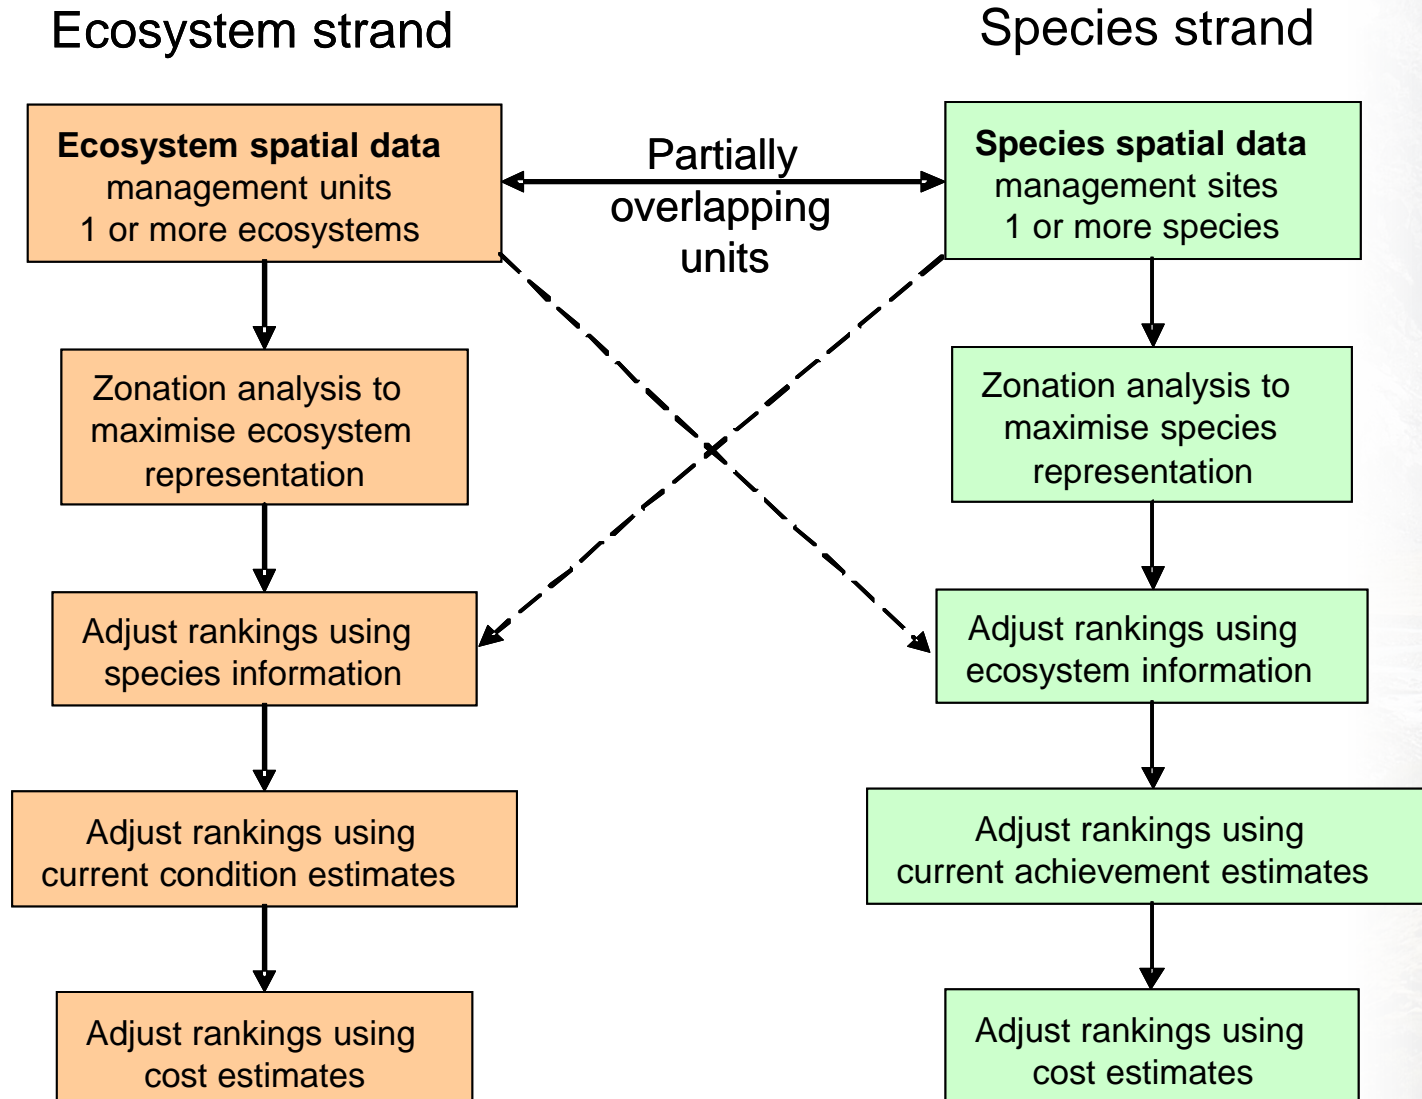 Ecosystem strand
Species strand
Ecosystem spatial data
management units
1 or more ecosystems
Partially
overlapping
units
Species spatial data
management sites
1 or more species
Zonation analysis to
maximise ecosystem
representation
Zonation analysis to
maximise species
representation
Adjust rankings using
species information
Adjust rankings using
ecosystem information
Adjust rankings using
current condition estimates
Adjust rankings using
current achievement estimates
Adjust rankings using
cost estimates
Adjust rankings using
cost estimates